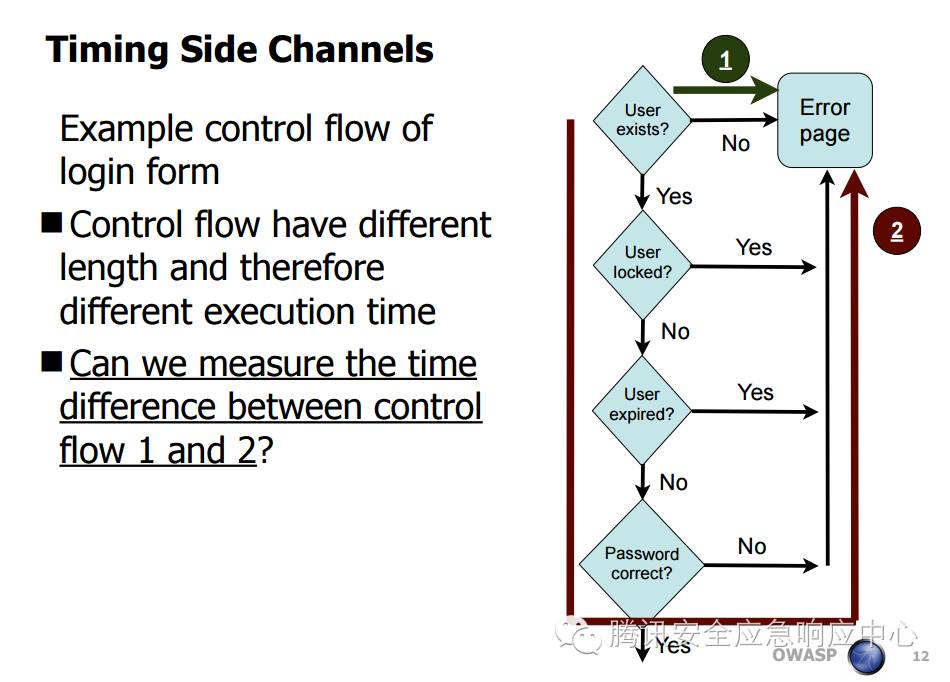 Timing Side Channels
Example control flow of
login form
Control flow have different
length and therefore
different execution time
Can we measure the time
difference between control
flow 1 and 2?
1
User
exists?
No
Error
page
Yes
2
User
locked?
Yes
No
User
expired?
Yes
No
Password
correct?
No
Yes
腾讯安全应急响应中心
OWASP
12